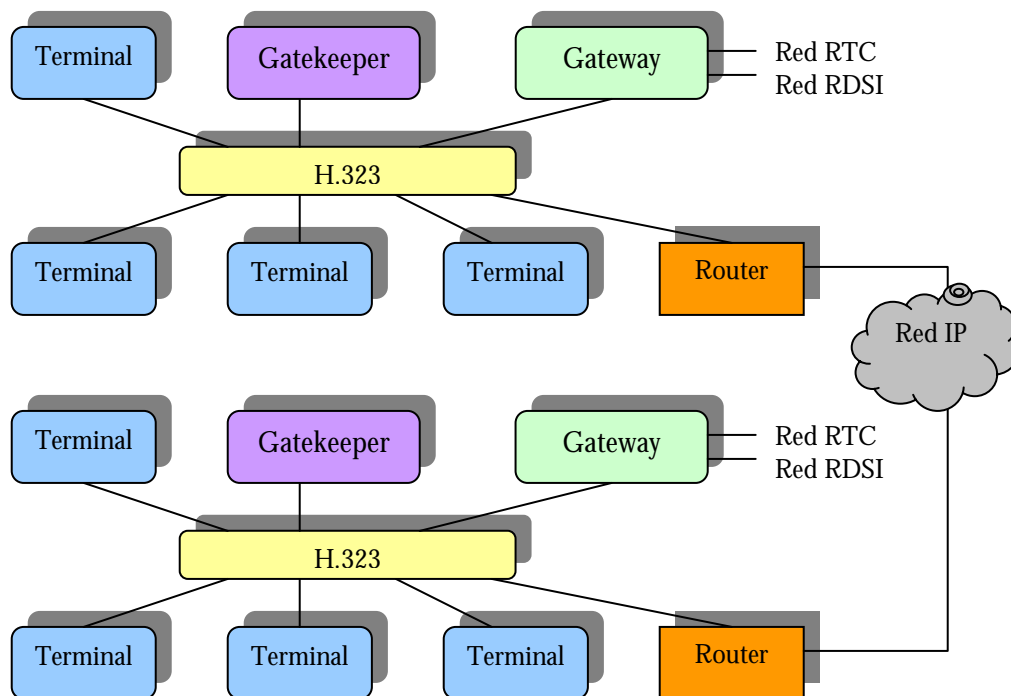 Terminal
Gatekeeper
Gateway
Red RTC
Red RDSI
H.323
Terminal
Terminal
Terminal
Router
Red IP
Terminal
Gatekeeper
Gateway
Red RTC
Red RDSI
H.323
Terminal
Terminal
Terminal
Router